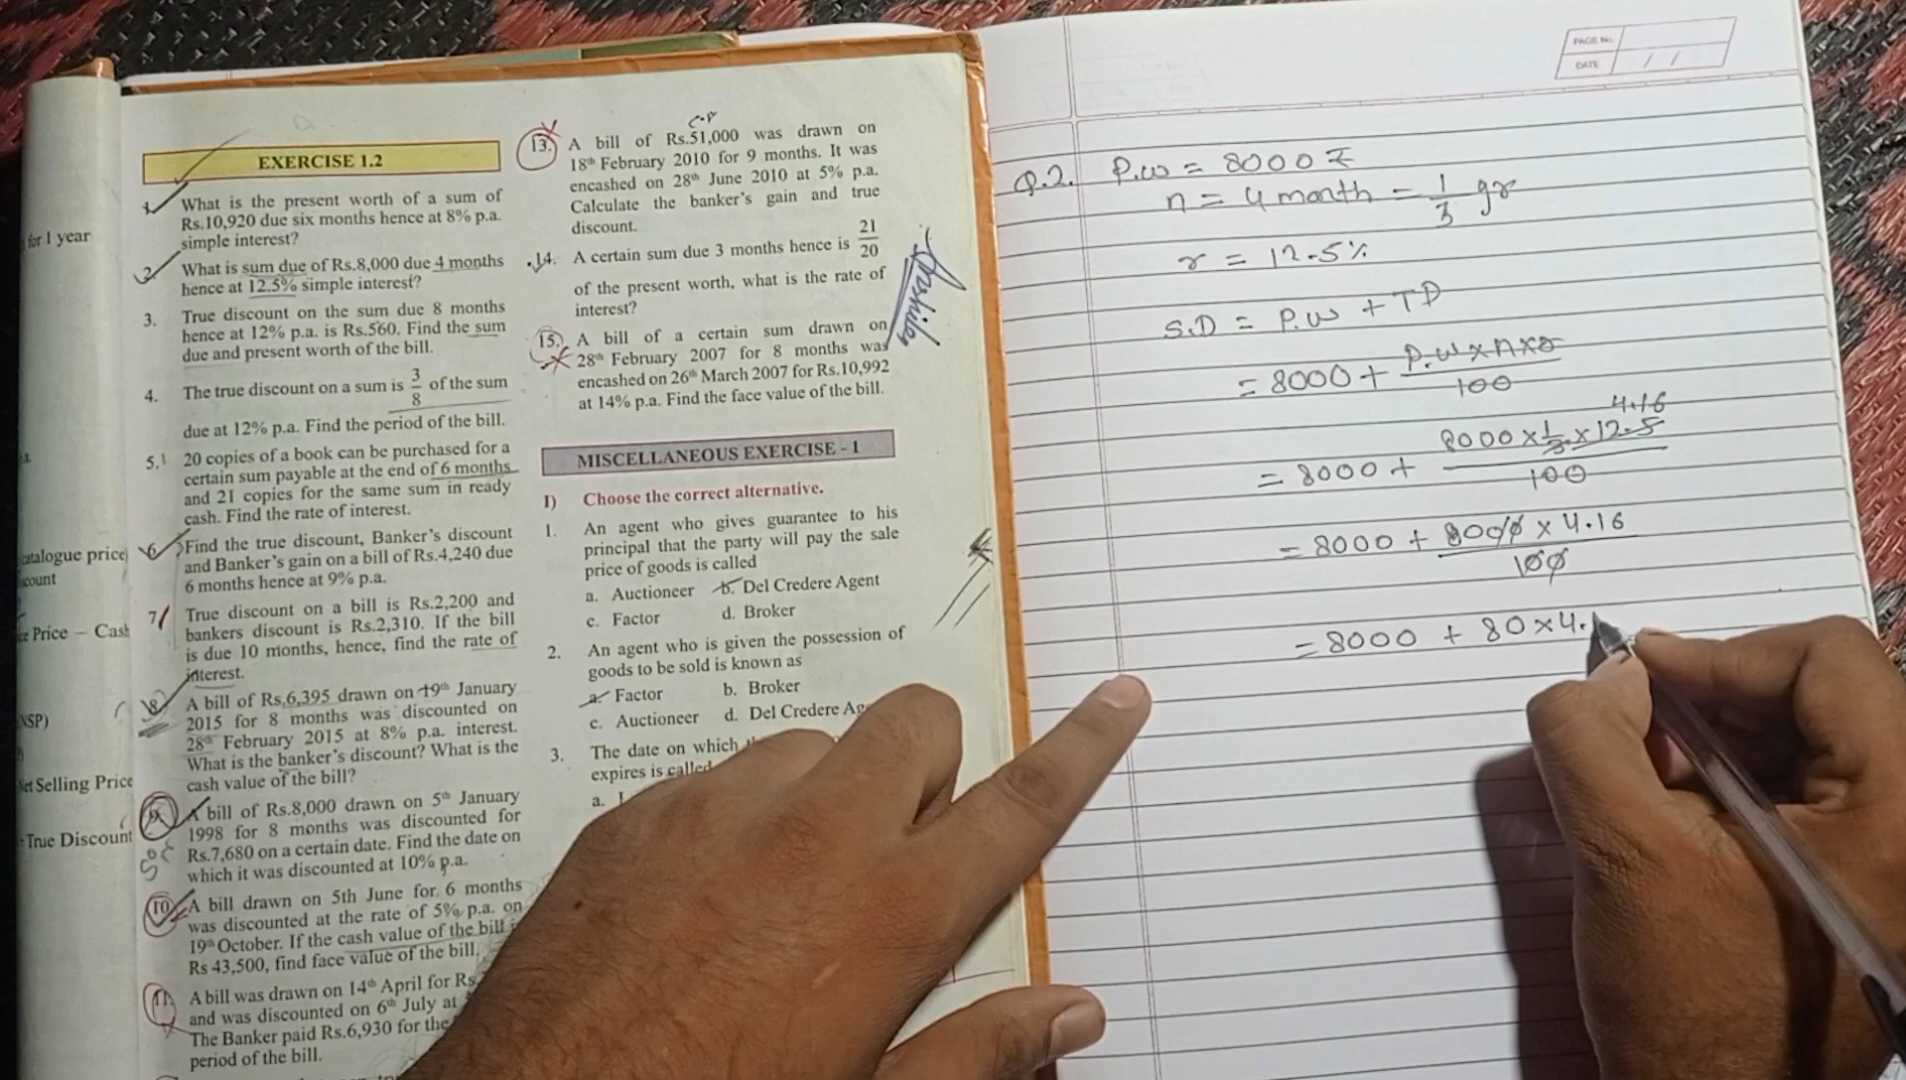 for 1 year
catalogue price)
scount
ce Price – Cash
NSP)
Net Selling Price
True Discount
EXERCISE 1.2
1. What is the present worth of a sum of
Rs.10,920 due six months hence at 8% p.a.
simple interest?
2. What is sum due of Rs.8,000 due 4 months
hence at 12.5% simple interest?
3. True discount on the sum due 8 months
hence at 12% p.a. is Rs.560. Find the sum
due and present worth of the bill.
4. The true discount on a sum is 3/8 of the sum
due at 12% p.a. Find the period of the bill.
5. 20 copies of a book can be purchased for a
certain sum payable at the end of 6 months
and 21 copies for the same sum in ready
cash. Find the rate of interest.
6. Find the true discount, Banker's discount
and Banker's gain on a bill of Rs.4,240 due
6 months hence at 9% p.a.
7. True discount on a bill is Rs.2,200 and
bankers discount is Rs.2,310. If the bill
is due 10 months, hence, find the rate of
interest.
8. A bill of Rs.6,395 drawn on 19th January
2015 for 8 months was discounted on
28th February 2015 at 8% p.a. interest.
What is the banker's discount? What is the
cash value of the bill?
9. A bill of Rs.8,000 drawn on 5th January
1998 for 8 months was discounted for
Rs.7,680 on a certain date. Find the date on
which it was discounted at 10% p.a.
10. A bill drawn on 5th June for 6 months
was discounted at the rate of 5% p.a. on
19th October. If the cash value of the bill
Rs 43,500, find face value of the bill.
11. A bill was drawn on 14th April for Rs
and was discounted on 6th July at
The Banker paid Rs.6,930 for the
period of the bill.
C.P
13. A bill of Rs.51,000 was drawn on
18th February 2010 for 9 months. It was
encashed on 28th June 2010 at 5% p.a.
Calculate the banker's gain and true
discount.
14. A certain sum due 3 months hence is 21/20
of the present worth, what is the rate of
interest?
15. A bill of a certain sum drawn on
28th February 2007 for 8 months was
encashed on 26th March 2007 for Rs.10,992
at 14% p.a. Find the face value of the bill.
MISCELLANEOUS EXERCISE - 1
I) Choose the correct alternative.
1. An agent who gives guarantee to his
principal that the party will pay the sale
price of goods is called
a. Auctioneer b. Del Credere Agent
c. Factor d. Broker
2. An agent who is given the possession of
goods to be sold is known as
a. Factor b. Broker
c. Auctioneer d. Del Credere Ag
3. The date on which
expires is called
a.
PAGE No.
DATE / /
Q.2. P.W = 8000 ₹
n = 4 month = 1/3 yr
r = 12.5%
S.D = P.W + TD
= 8000 + P.W×n×r/100
4.16
= 8000 + 8000×1/3×12.5/100
= 8000 + 8000 × 4.16/100
= 8000 + 80×4.1